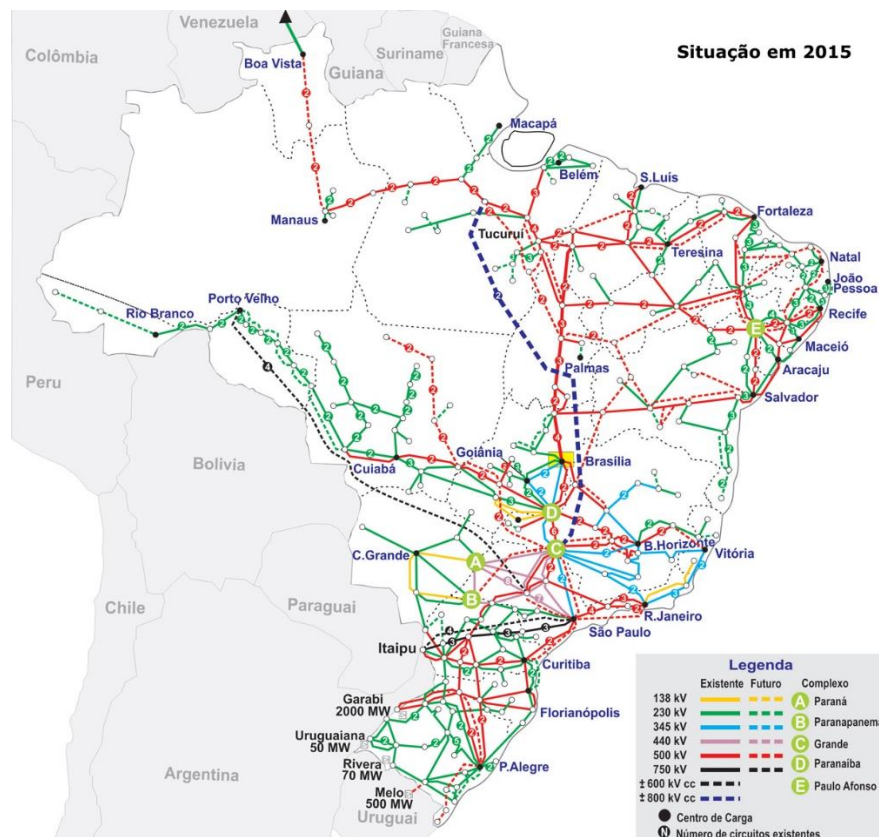 Situação em 2015
Venezuela
Colômbia
Guiana
Francesa
Suriname
Guiana
Boa Vista
Macapá
Belém
S.Luís
Manaus
Fortaleza
Tucuruí
Teresina
Natal
João
Pessoa
Porto Velho
Rio Branco
Recife
E
Maceió
Palmas
Aracaju
Peru
Salvador
Goiânia
Brasília
Cuiabá
Bolivia
D
C
B.Horizonte
Vitória
C.Grande
A
B
R.Janeiro
Chile
Paraguai
São Paulo
Itaipu
Curitiba
Garabi
2000 MW
Florianópolis
Uruguaiana
50 MW
Rivera
70 MW
P.Alegre
Melo
500 MW
Argentina
Uruguai
Legenda
Existente Futuro Complexo
138 kV
230 kV
345 kV
440 kV
500 kV
750 kV
± 600 kV cc
± 800 kV cc
A Paraná
B Paranapanema
C Grande
D Paranaíba
E Paulo Afonso
Centro de Carga
N Número de circuitos existentes